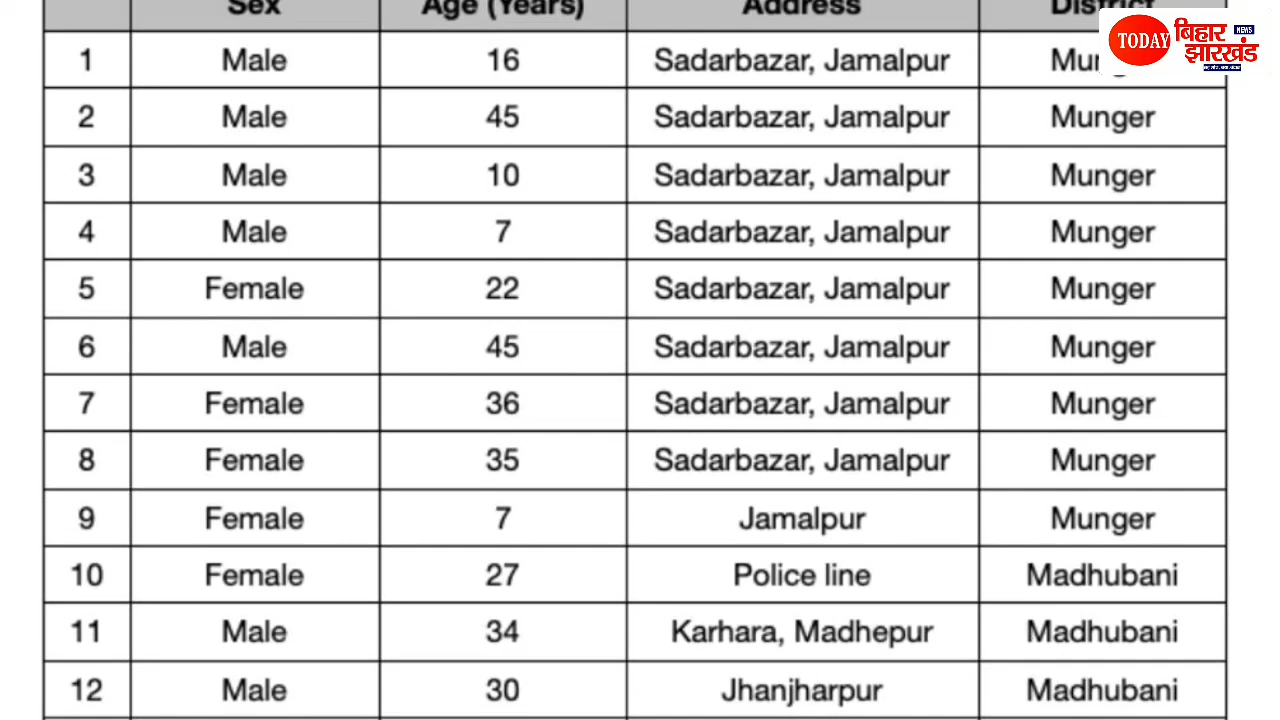 Sex Age (Years) Address District
1 Male 16 Sadarbazar, Jamalpur Munger
2 Male 45 Sadarbazar, Jamalpur Munger
3 Male 10 Sadarbazar, Jamalpur Munger
4 Male 7 Sadarbazar, Jamalpur Munger
5 Female 22 Sadarbazar, Jamalpur Munger
6 Male 45 Sadarbazar, Jamalpur Munger
7 Female 36 Sadarbazar, Jamalpur Munger
8 Female 35 Sadarbazar, Jamalpur Munger
9 Female 7 Jamalpur Munger
10 Female 27 Police line Madhubani
11 Male 34 Karhara, Madhepur Madhubani
12 Male 30 Jhanjharpur Madhubani
TODAY बिहार NEWS
झारखंड